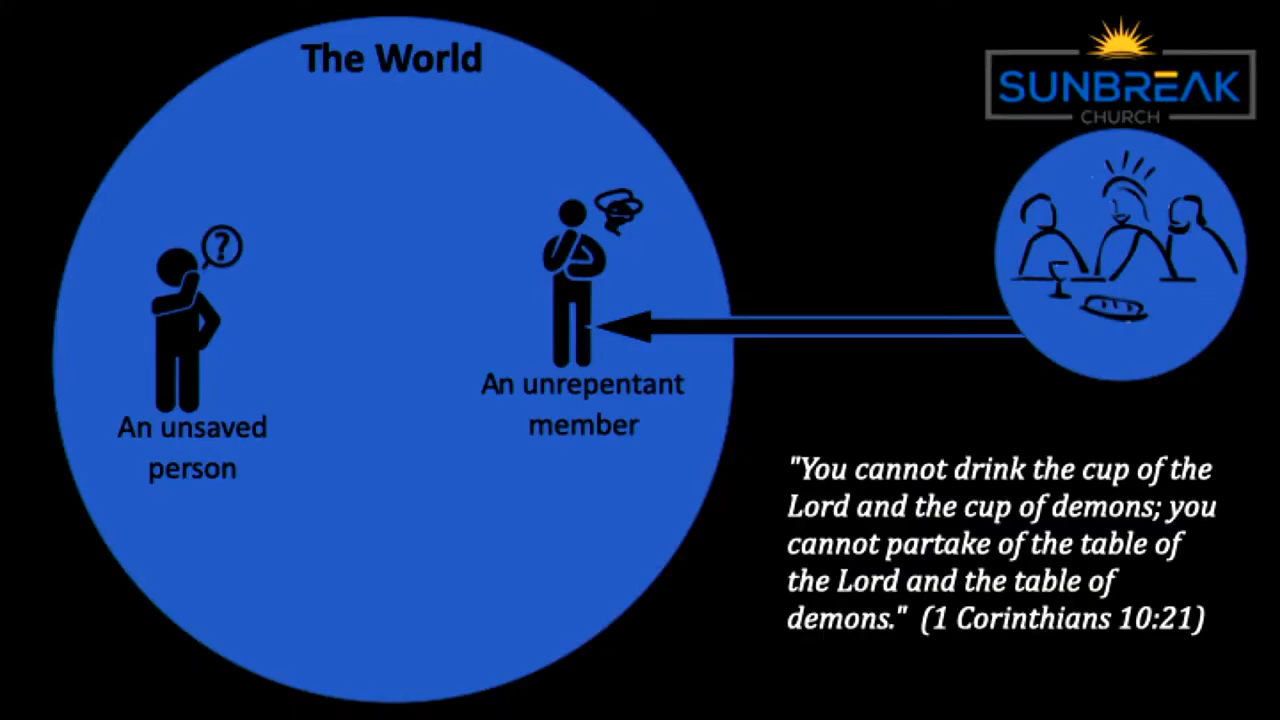 The World
SUNBREAK
CHURCH
?
An unsaved
person
An unrepentant
member
"You cannot drink the cup of the
Lord and the cup of demons; you
cannot partake of the table of
the Lord and the table of
demons." (1 Corinthians 10:21)